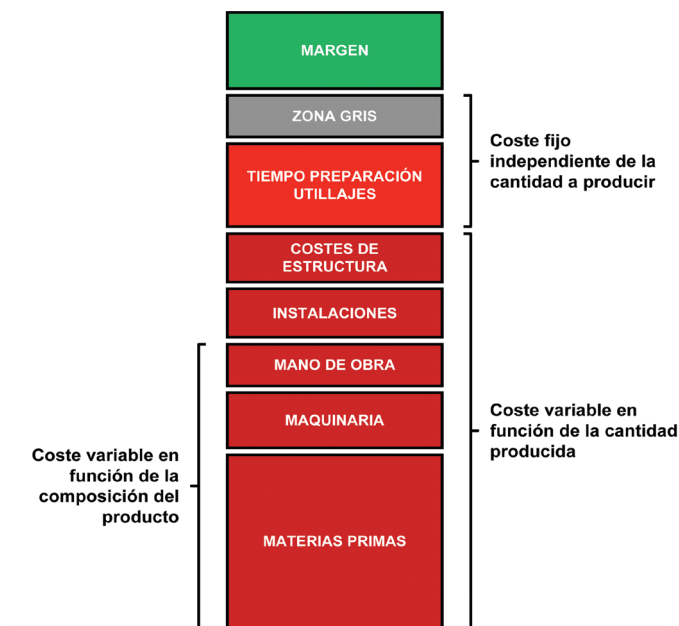 MARGEN
ZONA GRIS
TIEMPO PREPARACIÓN
UTILLAJES
Coste fijo
independiente de la
cantidad a producir
COSTES DE
ESTRUCTURA
INSTALACIONES
MANO DE OBRA
MAQUINARIA
MATERIAS PRIMAS
Coste variable en
función de la cantidad
producida
Coste variable en
función de la
composición del
producto